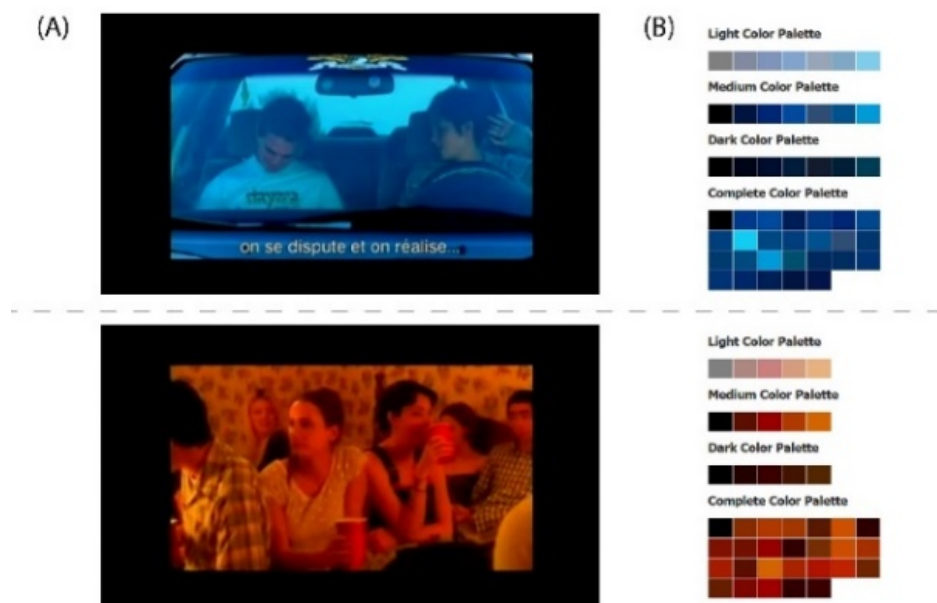 (A)
(B)
Light Color Palette
Medium Color Palette
Dark Color Palette
Complete Color Palette
on se dispute et on réalise...
Light Color Palette
Medium Color Palette
Dark Color Palette
Complete Color Palette